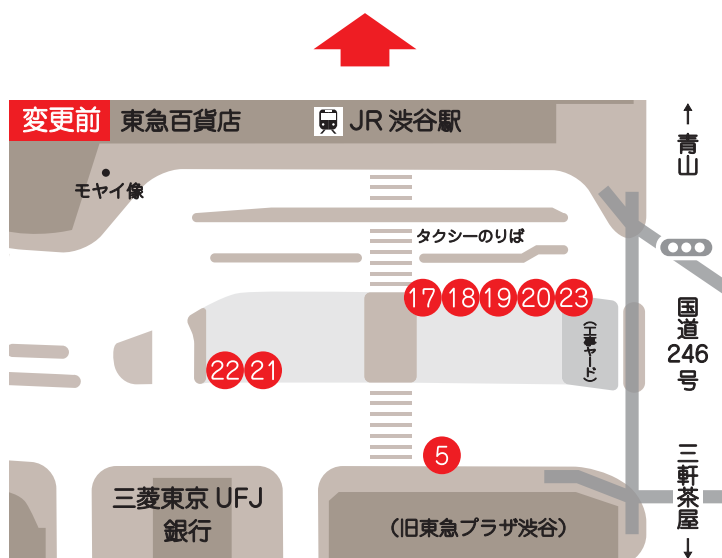 変更前
東急百貨店
JR 渋谷駅
↑
青山
モヤイ像
タクシーのりば
17 18 19 20 23
(工事ヤード)
国道
246
号
22 21
5
三菱東京 UFJ
銀行
(旧東急プラザ渋谷)
三軒茶屋
↓